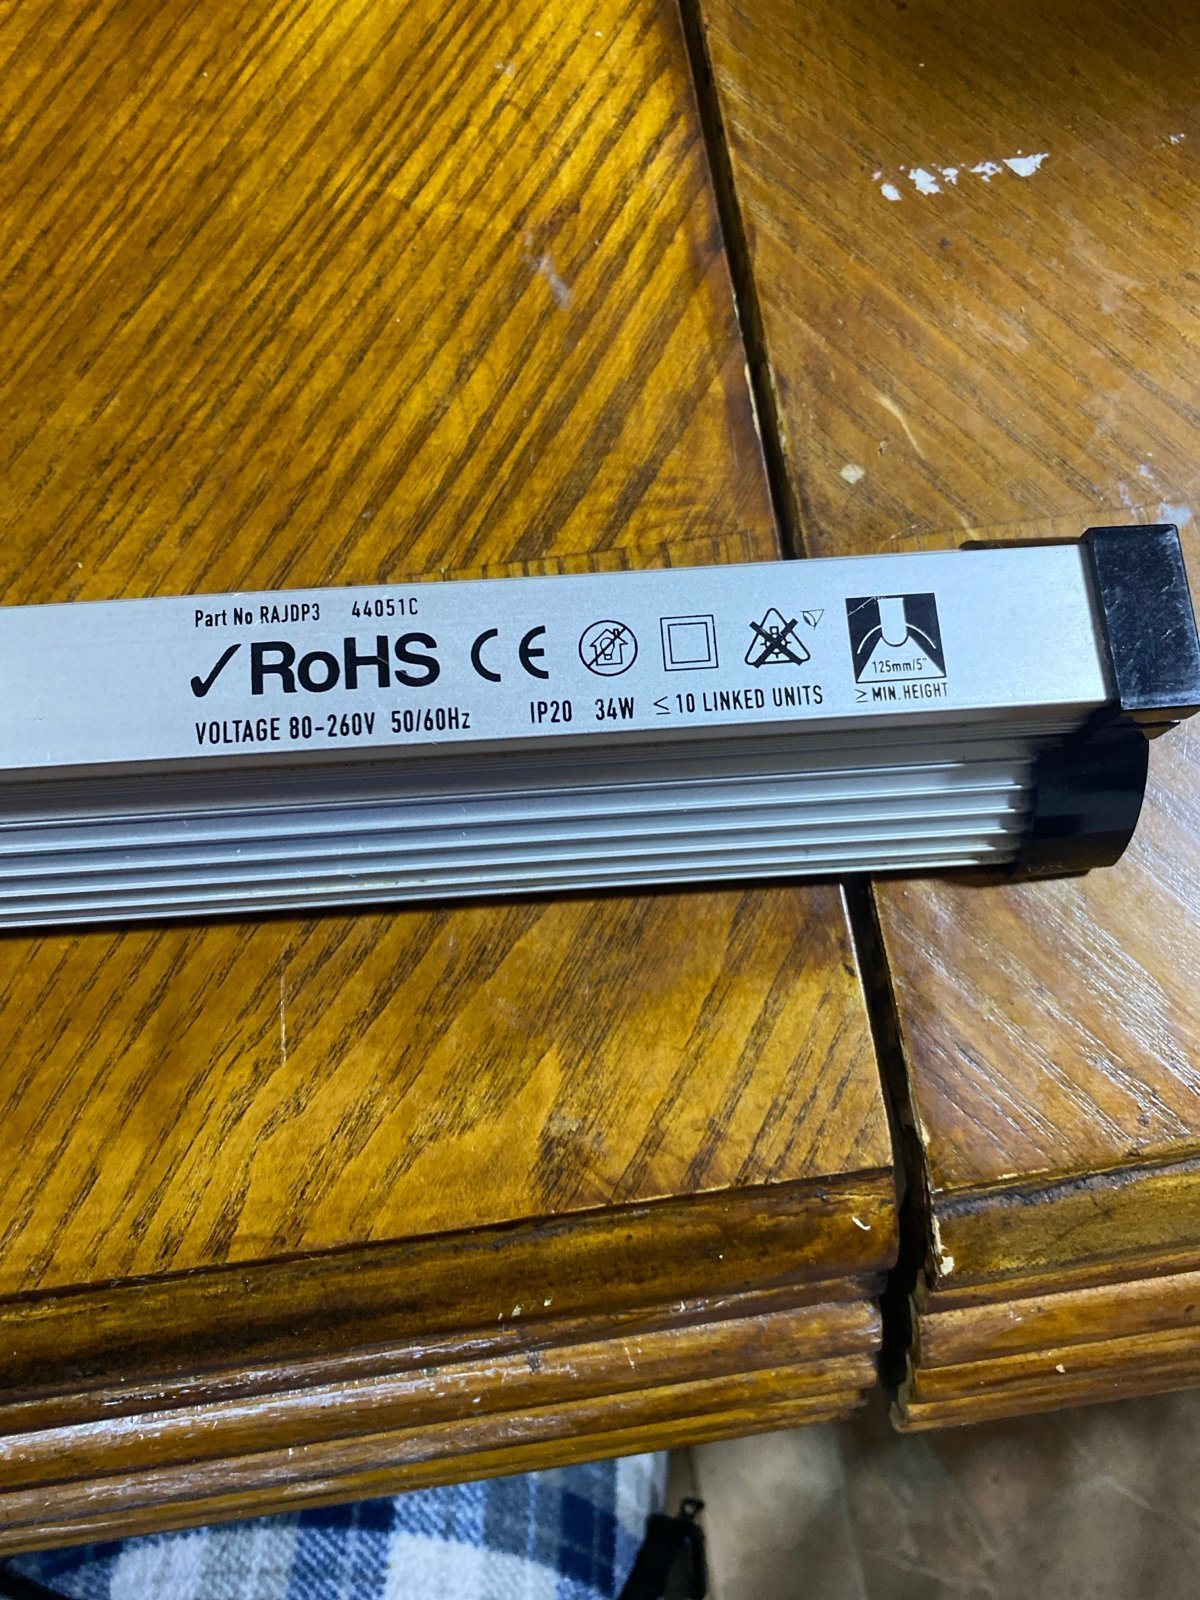 Part No RAJDP3 44051C
✓RoHS CE
125mm/5"
VOLTAGE 80-260V 50/60Hz IP20 34W ≤10 LINKED UNITS ≥ MIN. HEIGHT